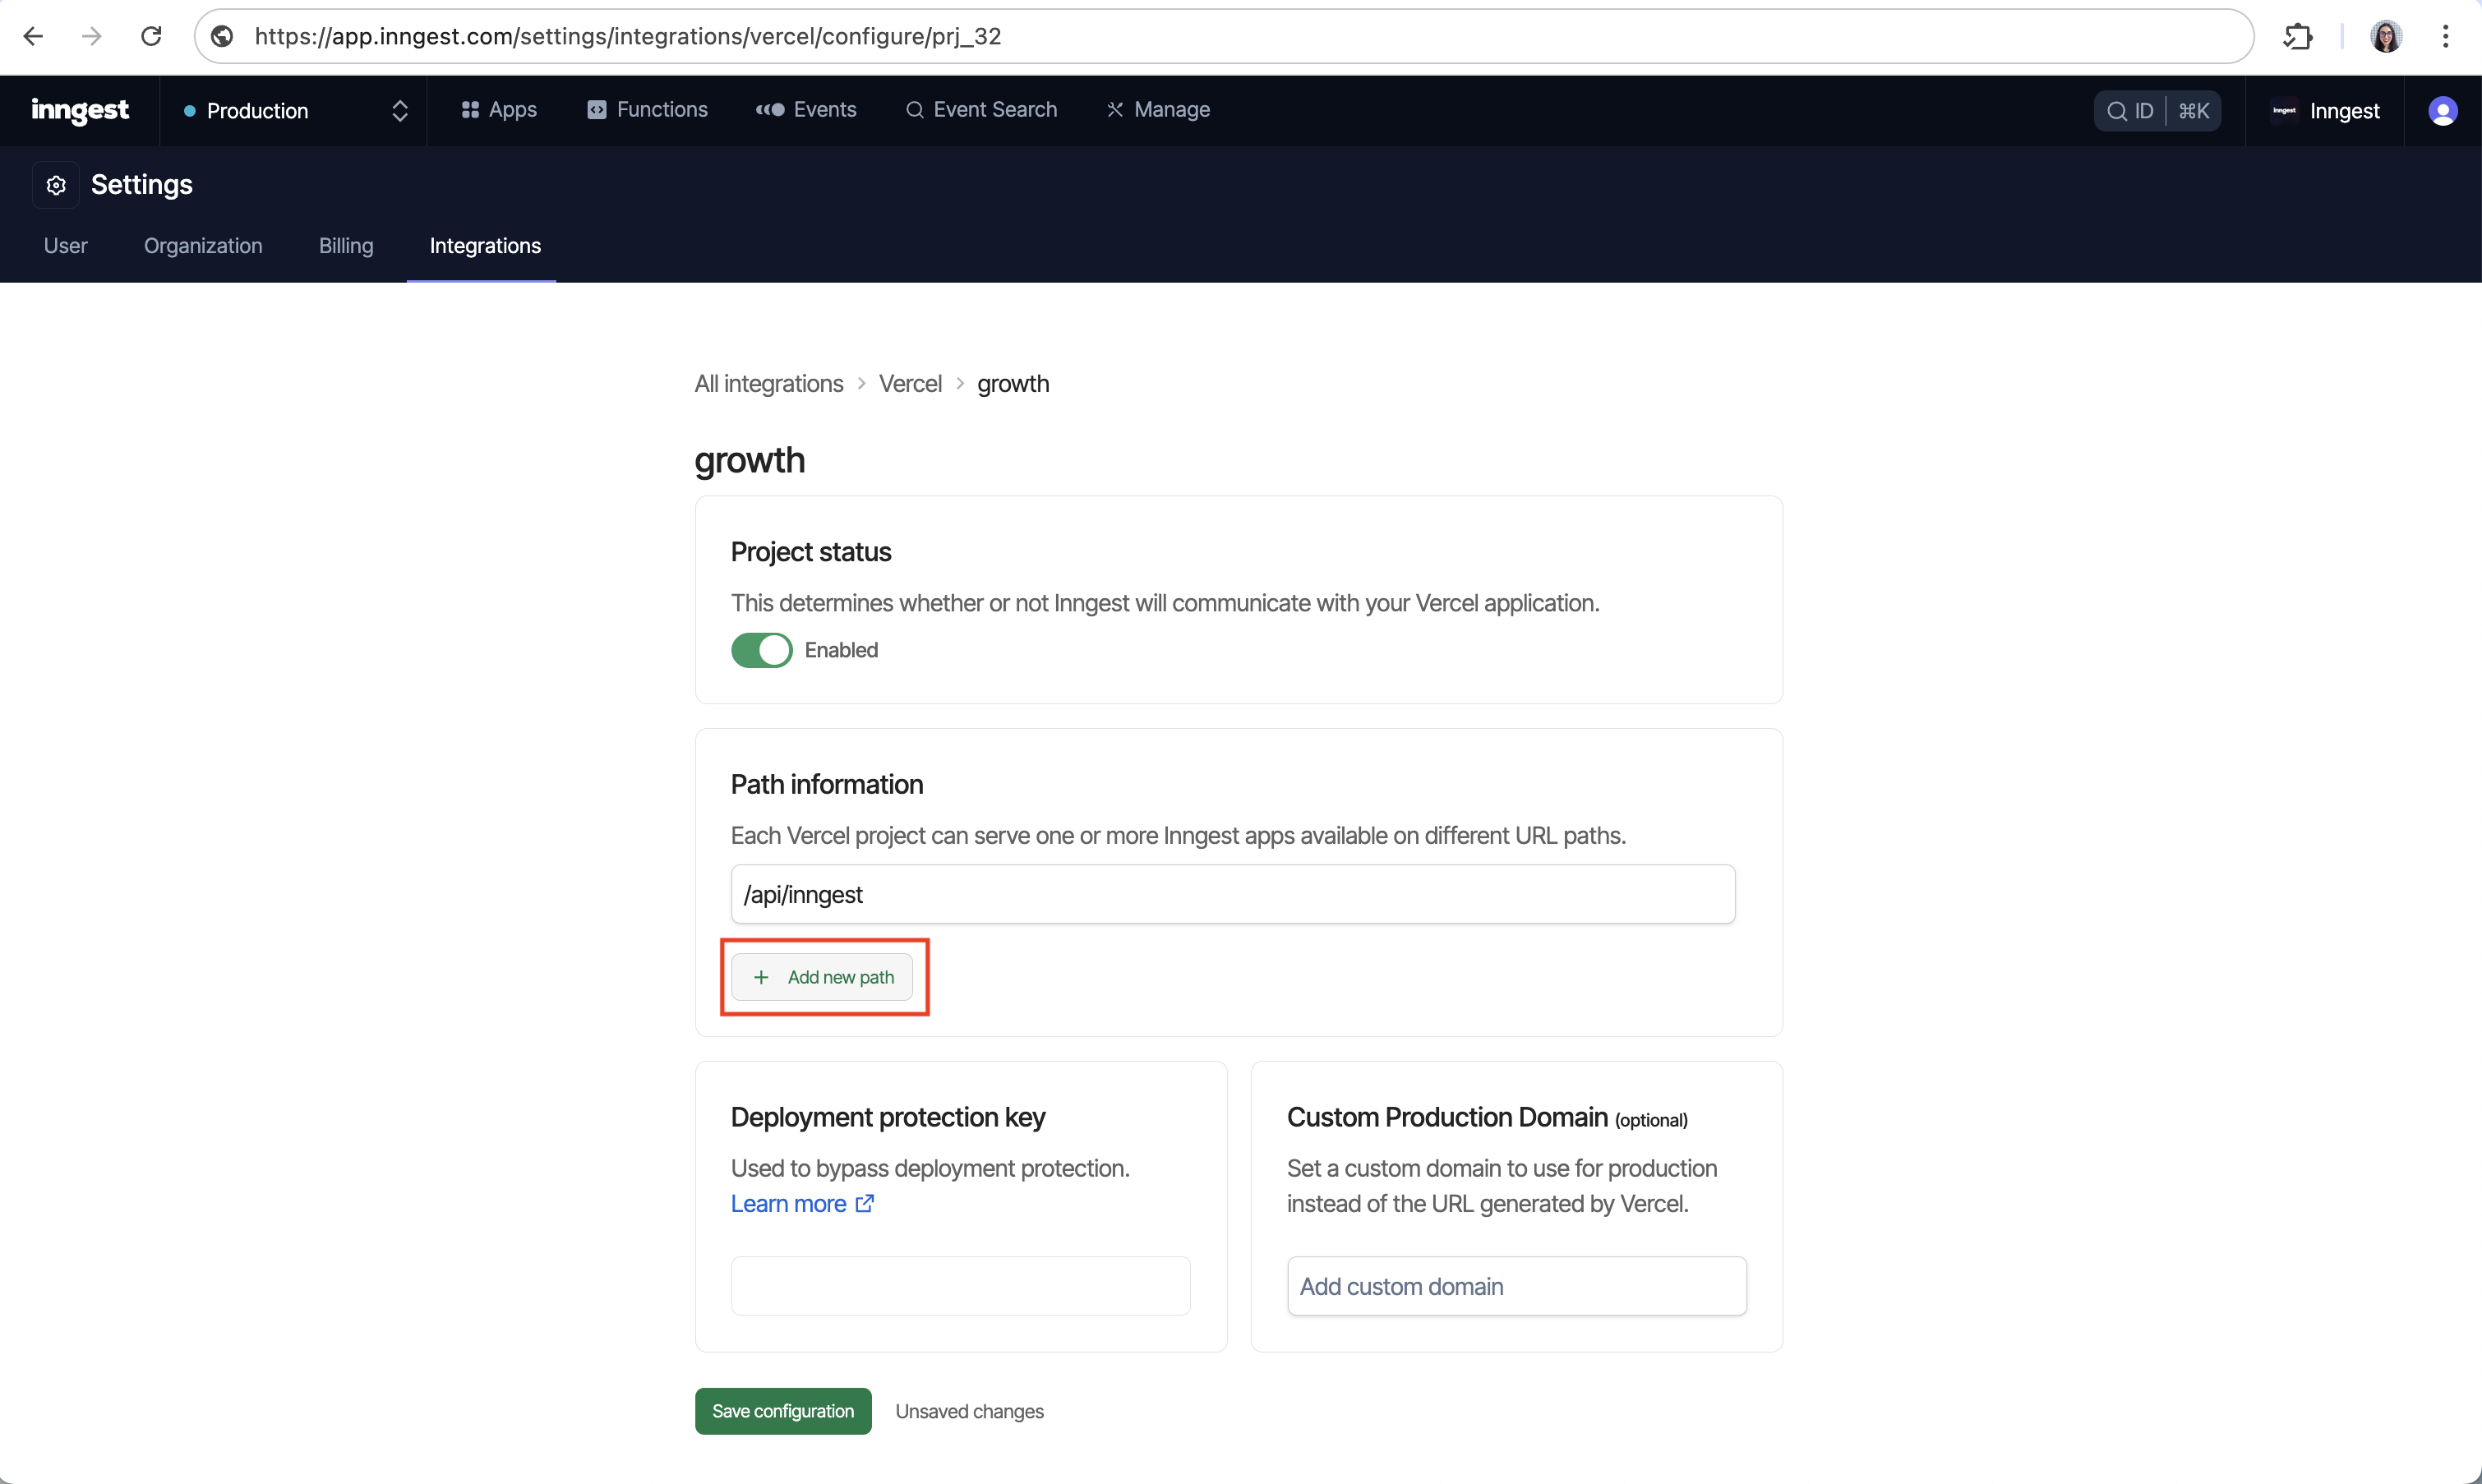 https://app.inngest.com/settings/integrations/vercel/configure/prj_32
inngest
Production
Apps
Functions
Events
Event Search
Manage
ID
⌘K
inngest
Inngest
Settings
User
Organization
Billing
Integrations
All integrations > Vercel > growth
growth
Project status
This determines whether or not Inngest will communicate with your Vercel application.
Enabled
Path information
Each Vercel project can serve one or more Inngest apps available on different URL paths.
/api/inngest
+ Add new path
Deployment protection key
Used to bypass deployment protection.
Learn more
Custom Production Domain (optional)
Set a custom domain to use for production
instead of the URL generated by Vercel.
Add custom domain
Save configuration
Unsaved changes